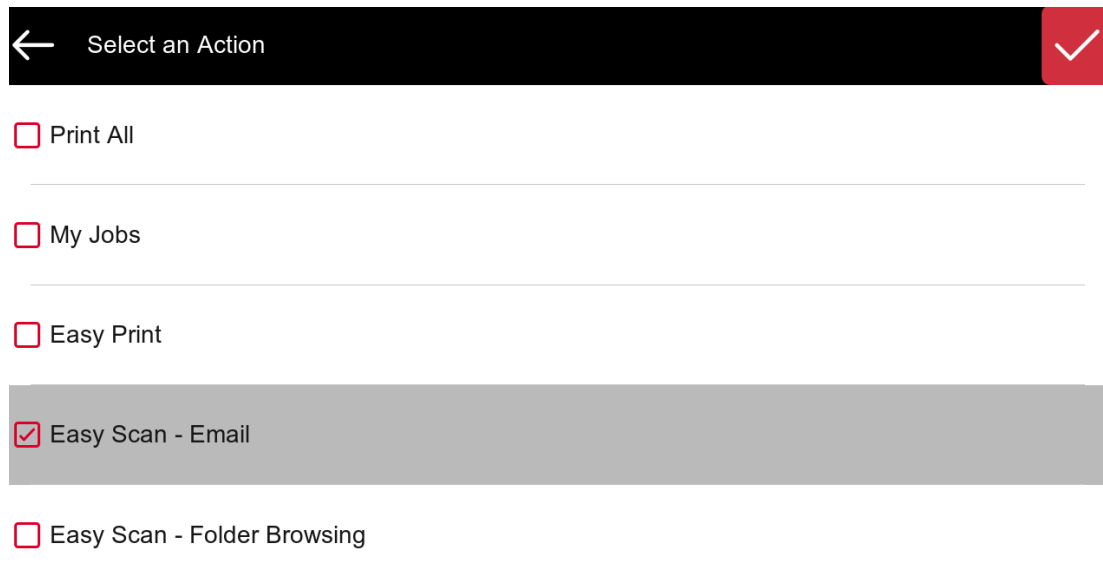 Select an Action
Print All
My Jobs
Easy Print
Easy Scan - Email
Easy Scan - Folder Browsing